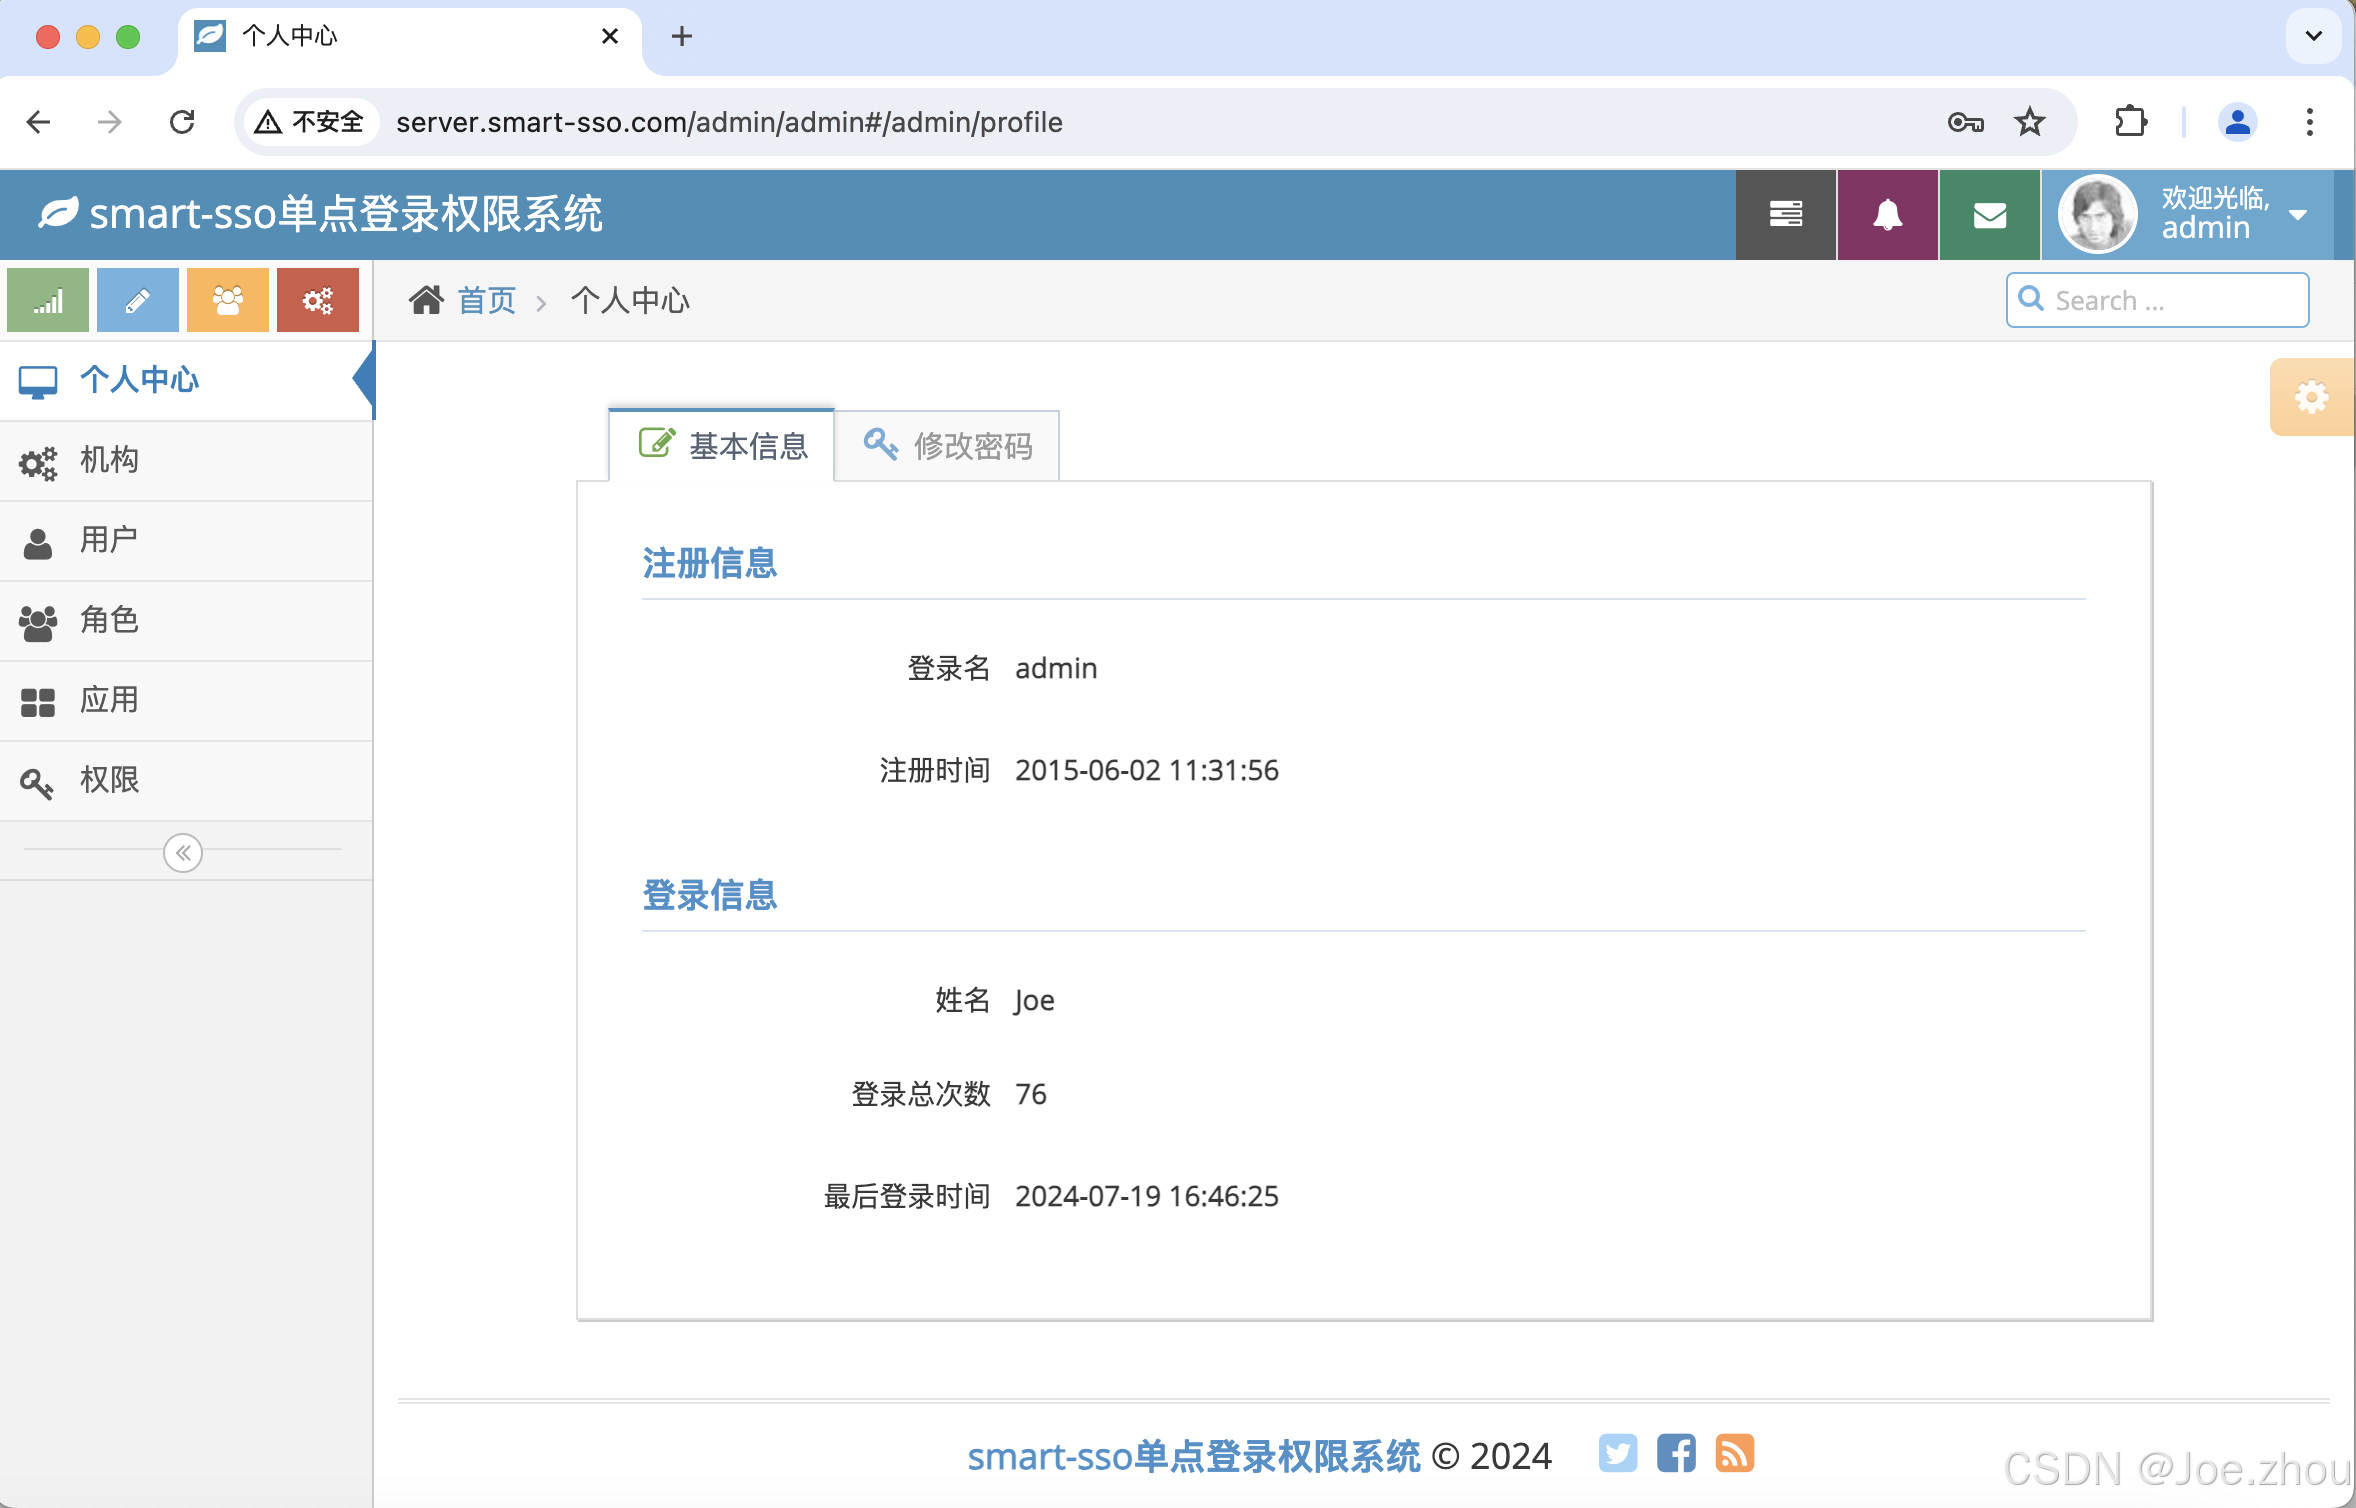 个人中心
不安全 server.smart-sso.com/admin/admin#/admin/profile
smart-sso单点登录权限系统
欢迎光临,
admin
首页 个人中心
Search ...
个人中心
机构
用户
角色
应用
权限
基本信息 修改密码
注册信息
登录名 admin
注册时间 2015-06-02 11:31:56
登录信息
姓名 Joe
登录总次数 76
最后登录时间 2024-07-19 16:46:25
smart-sso单点登录权限系统 © 2024
CSDN @Joe.zhou